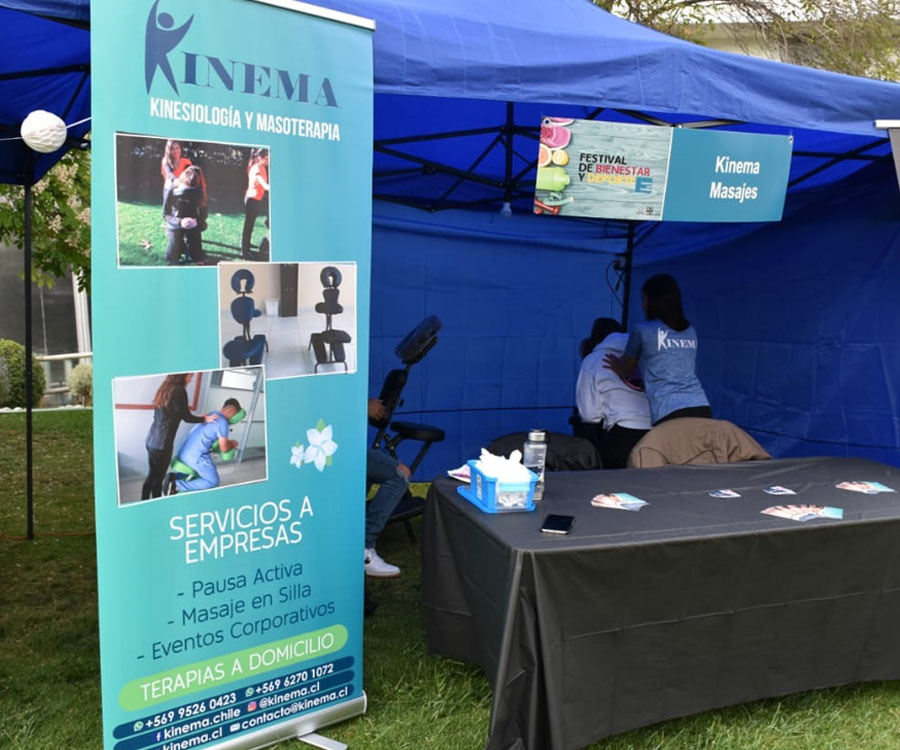 KINEMA
KINESIOLOGÍA Y MASOTERAPIA
SERVICIOS A
EMPRESAS
- Pausa Activa
- Masaje en Silla
- Eventos Corporativos
TERAPIAS A DOMICILIO
+569 9526 0423 +569 6270 1072
kinema.chile @kinema.cl
kinema.cl contacto@kinema.cl
FESTIVAL
DE BIENESTAR
Y
Kinema
Masajes
KINEMA